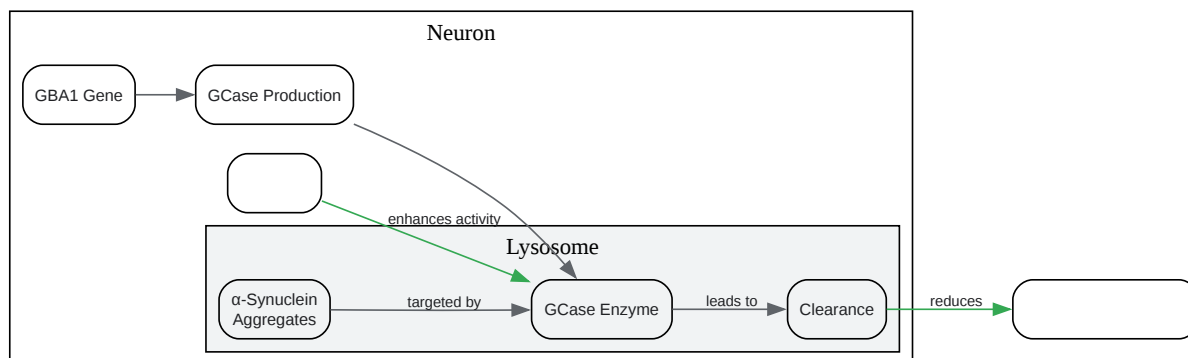 Neuron
GBA1 Gene
GCase Production
enhances activity
Lysosome
α-Synuclein
Aggregates
targeted by
GCase Enzyme
leads to
Clearance
reduces